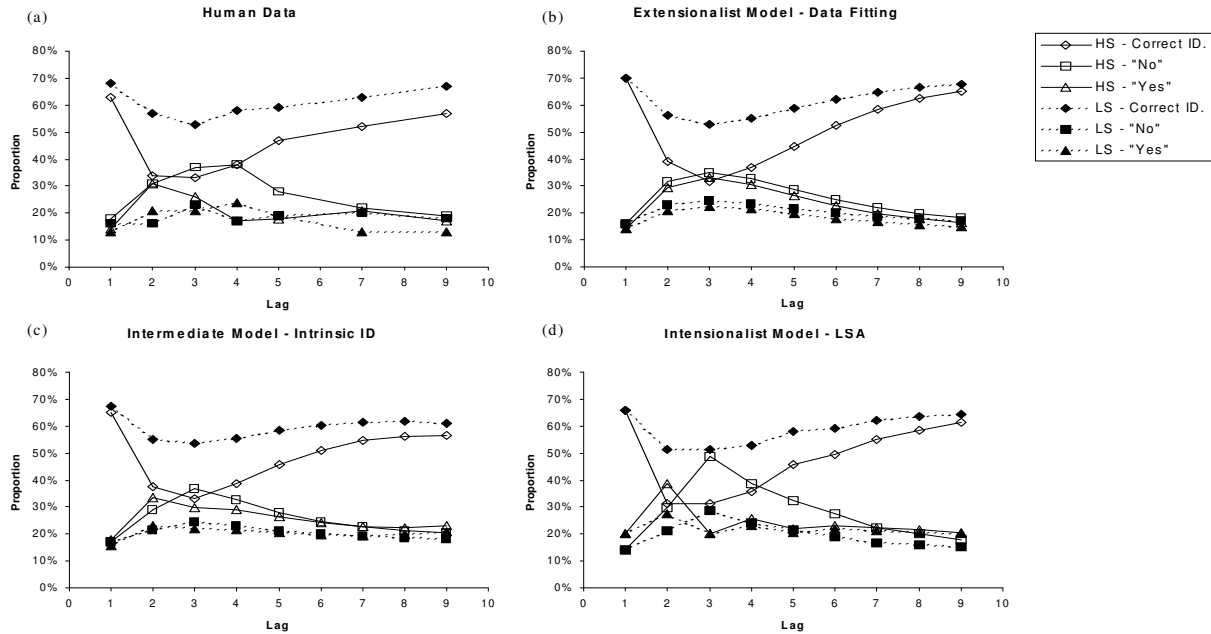 (a)
Human Data
80%
70%
60%
50%
40%
30%
20%
10%
0%
Proportion
0 1 2 3 4 5 6 7 8 9 10
Lag
(b)
Extensionalist Model - Data Fitting
80%
70%
60%
50%
40%
30%
20%
10%
0%
Proportion
0 1 2 3 4 5 6 7 8 9 10
Lag
HS - Correct ID.
HS - "No"
HS - "Yes"
LS - Correct ID.
LS - "No"
LS - "Yes"
(c)
Intermediate Model - Intrinsic ID
80%
70%
60%
50%
40%
30%
20%
10%
0%
Proportion
0 1 2 3 4 5 6 7 8 9 10
Lag
(d)
Intensionalist Model - LSA
80%
70%
60%
50%
40%
30%
20%
10%
0%
Proportion
0 1 2 3 4 5 6 7 8 9 10
Lag